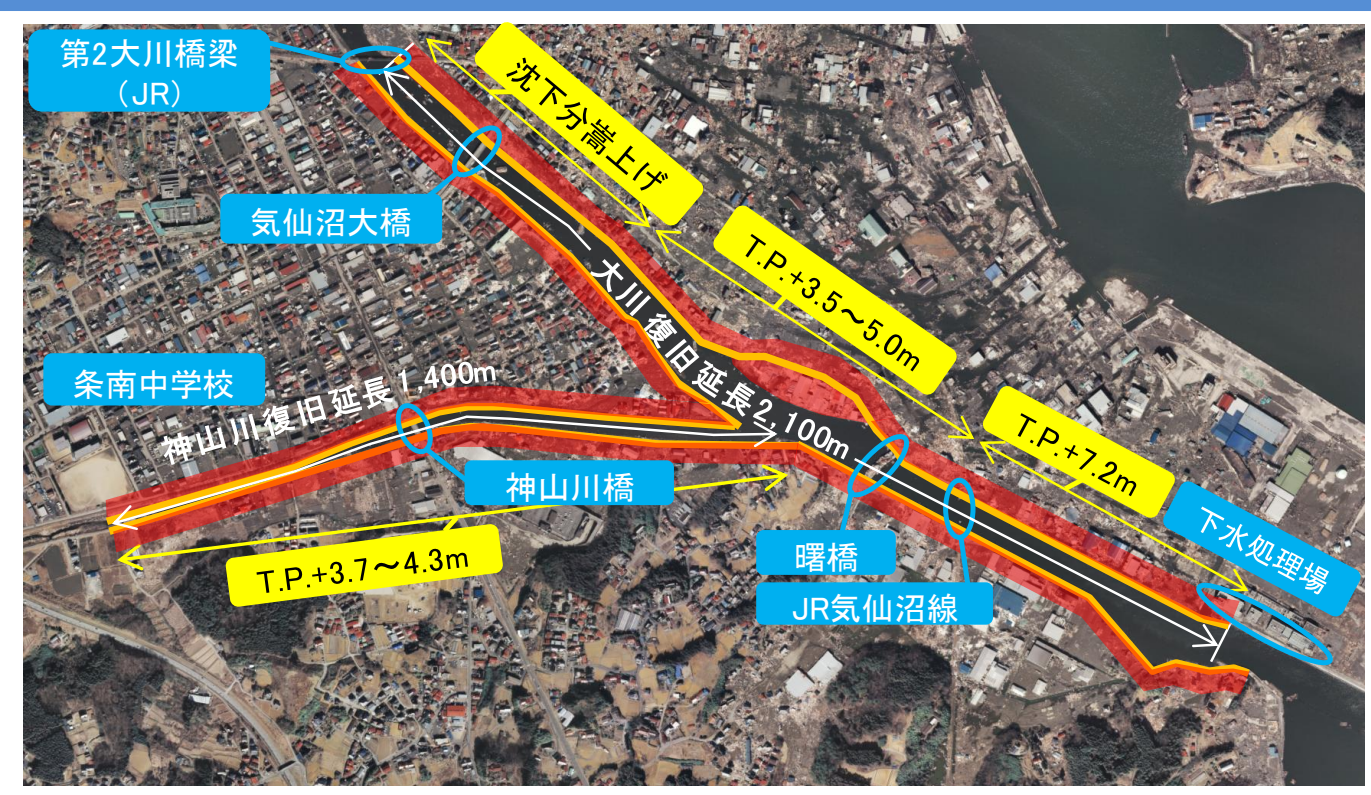 第2大川橋梁
（JR）
沈下分嵩上げ
気仙沼大橋
T.P.+3.5～5.0m
大川復旧延長2,100m
条南中学校
神山川復旧延長1,400m
T.P.+7.2m
神山川橋
下水処理場
曙橋
T.P.+3.7～4.3m
JR気仙沼線